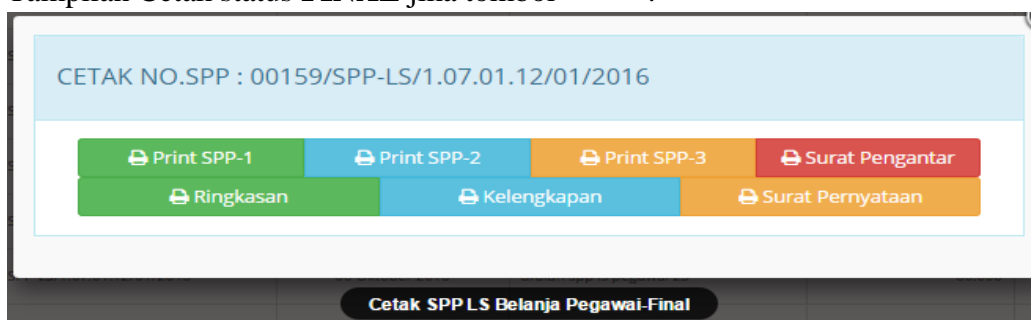 CETAK NO.SPP : 00159/SPP-LS/1.07.01.12/01/2016
Print SPP-1 Print SPP-2 Print SPP-3 Surat Pengantar
Ringkasan Kelengkapan Surat Pernyataan
Cetak SPP LS Belanja Pegawai-Final